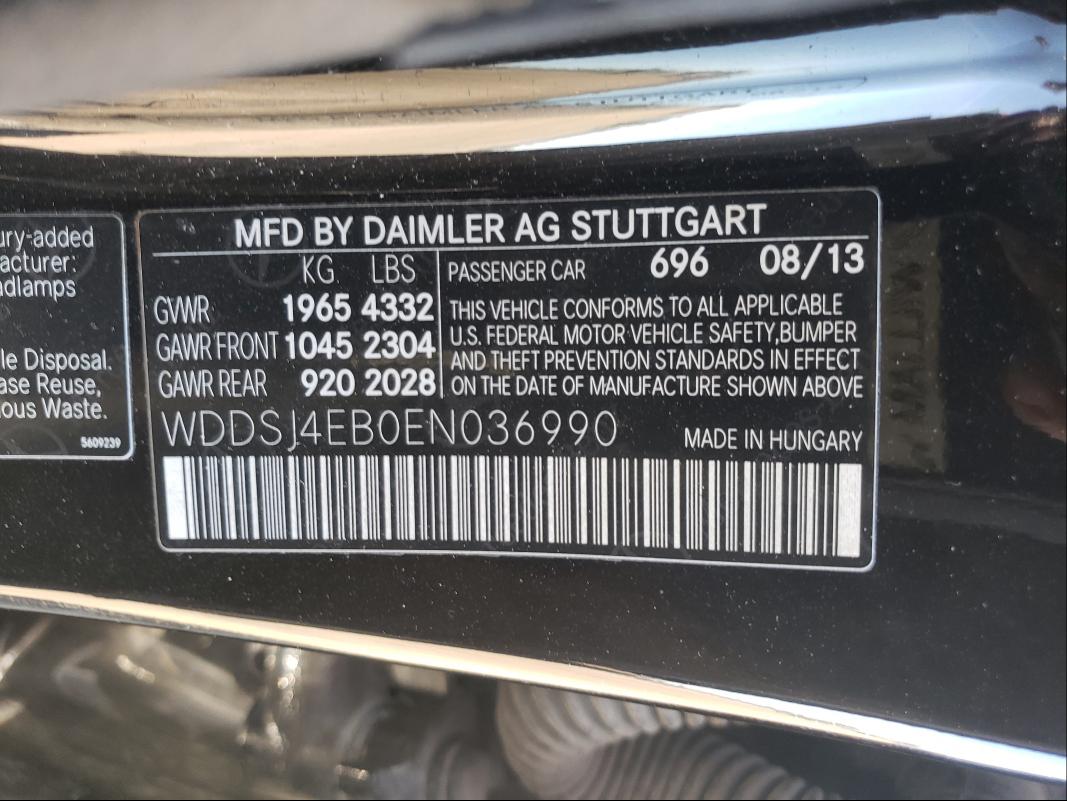 ury-added
acturer:
adlamps
le Disposal.
ase Reuse,
ous Waste.
5609239
MFD BY DAIMLER AG STUTTGART
KG LBS
GVWR 1965 4332
GAWR FRONT 1045 2304
GAWR REAR 920 2028
PASSENGER CAR 696 08/13
THIS VEHICLE CONFORMS TO ALL APPLICABLE
U.S. FEDERAL MOTOR VEHICLE SAFETY,BUMPER
AND THEFT PREVENTION STANDARDS IN EFFECT
ON THE DATE OF MANUFACTURE SHOWN ABOVE
WDDSJ4EB0EN036990
MADE IN HUNGARY